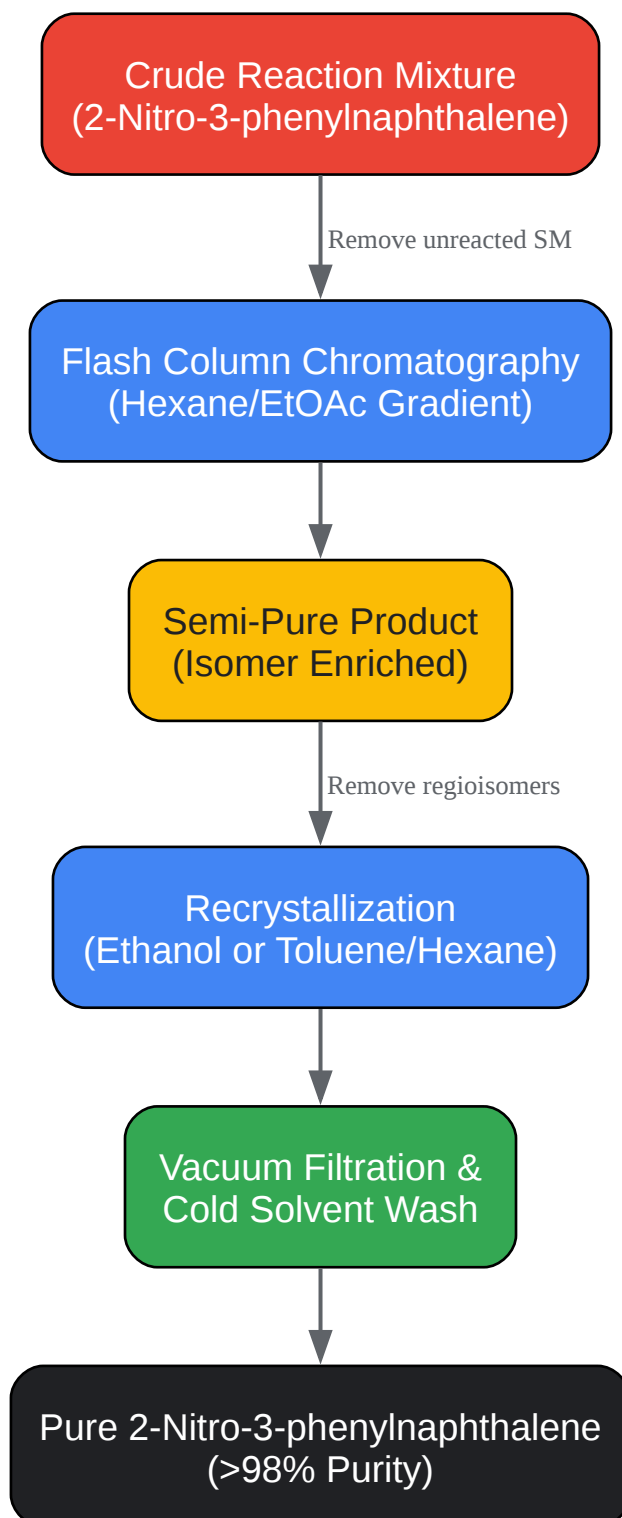 Crude Reaction Mixture
(2-Nitro-3-phenylnaphthalene)
Remove unreacted SM
Flash Column Chromatography
(Hexane/EtOAc Gradient)
Semi-Pure Product
(Isomer Enriched)
Remove regioisomers
Recrystallization
(Ethanol or Toluene/Hexane)
Vacuum Filtration &
Cold Solvent Wash
Pure 2-Nitro-3-phenylnaphthalene
(>98% Purity)